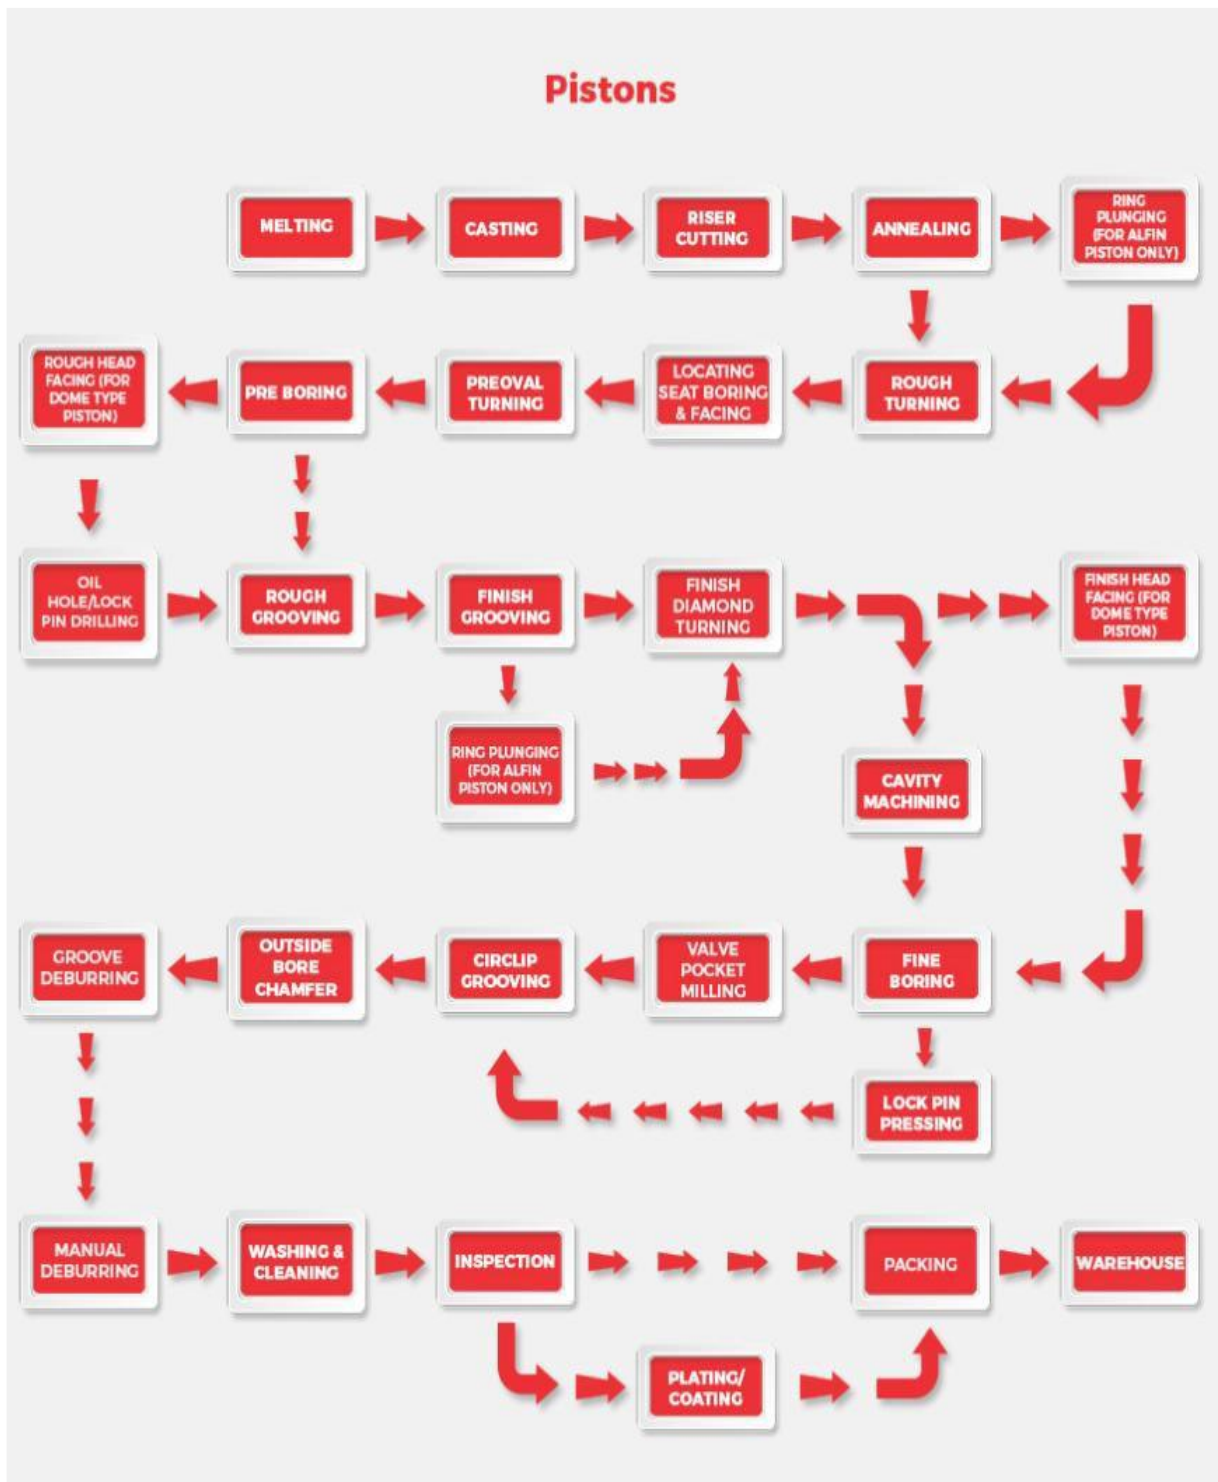 Pistons
MELTING
CASTING
RISER
CUTTING
ANNEALING
RING
PLUNGING
(FOR ALFIN
PISTON ONLY)
ROUGH HEAD
FACING (FOR
DOME TYPE
PISTON)
PRE BORING
PREOVAL
TURNING
LOCATING
SEAT BORING
& FACING
ROUGH
TURNING
OIL
HOLE/LOCK
PIN DRILLING
ROUGH
GROOVING
FINISH
GROOVING
FINISH
DIAMOND
TURNING
FINISH HEAD
FACING (FOR
DOME TYPE
PISTON)
RING PLUNGING
(FOR ALFIN
PISTON ONLY)
CAVITY
MACHINING
GROOVE
DEBURRING
OUTSIDE
BORE
CHAMFER
CIRCLIP
GROOVING
VALVE
POCKET
MILLING
FINE
BORING
LOCK PIN
PRESSING
MANUAL
DEBURRING
WASHING &
CLEANING
INSPECTION
PACKING
WAREHOUSE
PLATING/
COATING